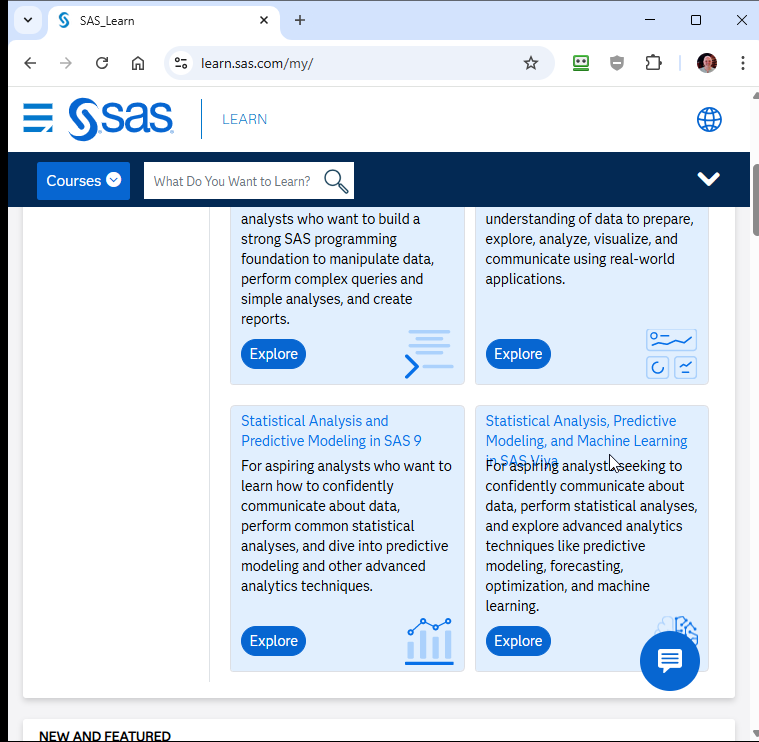 SAS_Learn
learn.sas.com/my/
sas
LEARN
Courses
What Do You Want to Learn?
analysts who want to build a
strong SAS programming
foundation to manipulate data,
perform complex queries and
simple analyses, and create
reports.
Explore
understanding of data to prepare,
explore, analyze, visualize, and
communicate using real-world
applications.
Explore
Statistical Analysis and
Predictive Modeling in SAS 9
For aspiring analysts who want to
learn how to confidently
communicate about data,
perform common statistical
analyses, and dive into predictive
modeling and other advanced
analytics techniques.
Explore
Statistical Analysis, Predictive
Modeling, and Machine Learning
in SAS Viya
For aspiring analysts seeking to
confidently communicate about
data, perform statistical analyses,
and explore advanced analytics
techniques like predictive
modeling, forecasting,
optimization, and machine
learning.
Explore
NEW AND FEATURED